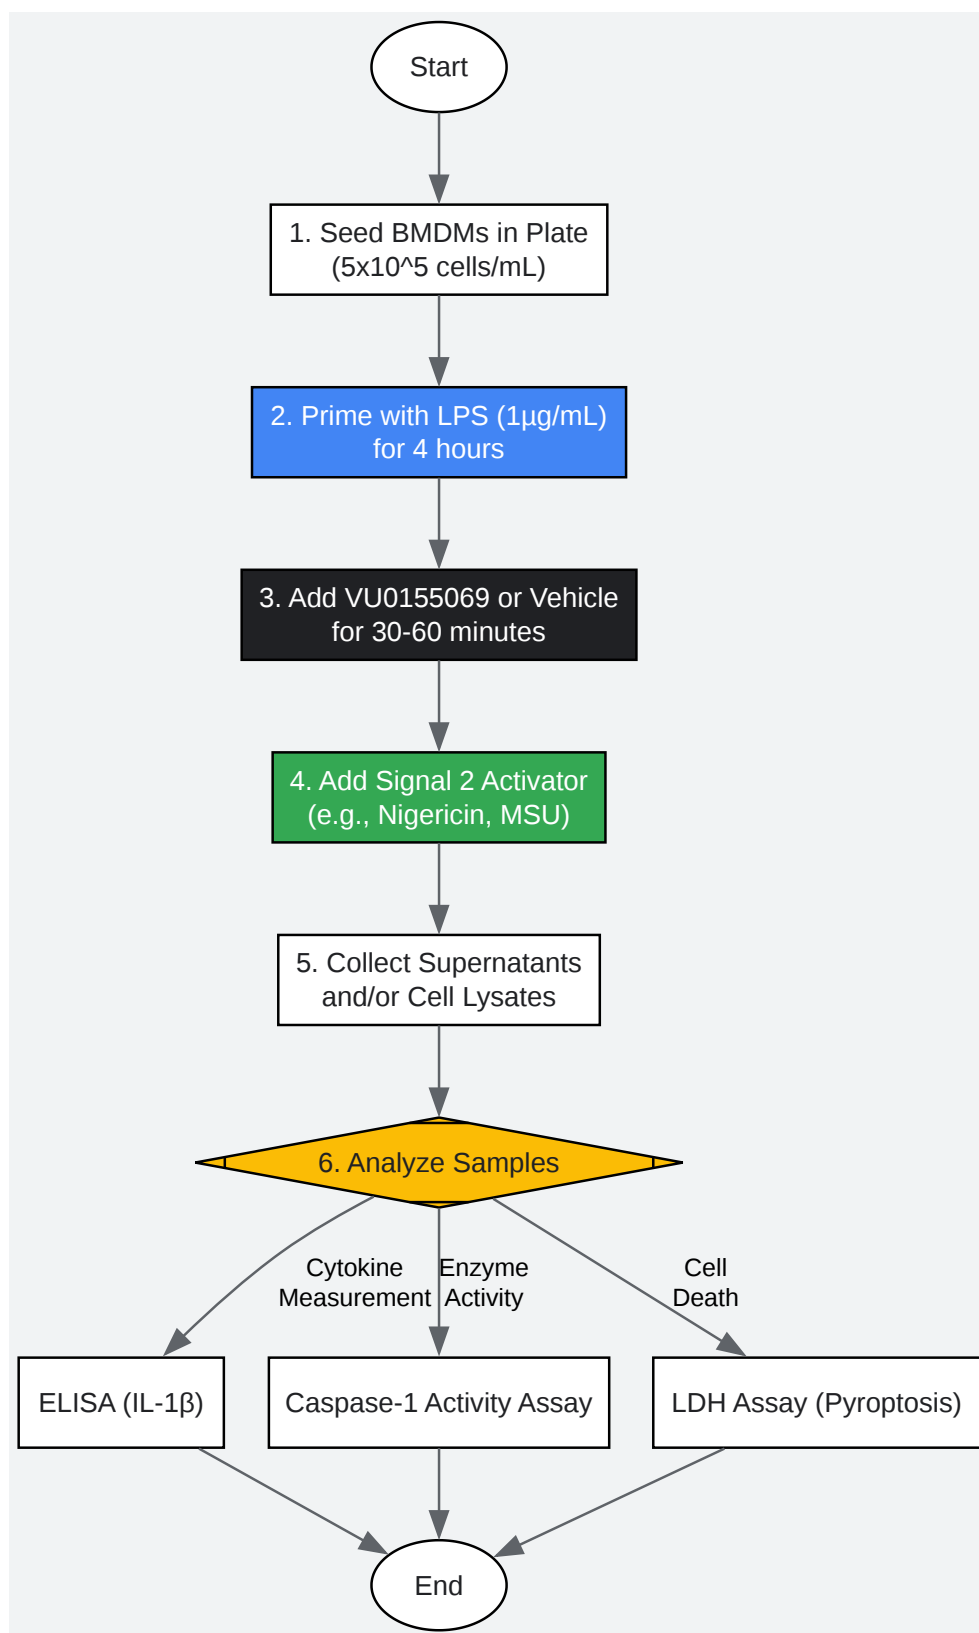 Start
1. Seed BMDMs in Plate
(5x10^5 cells/mL)
2. Prime with LPS (1µg/mL)
for 4 hours
3. Add VU0155069 or Vehicle
for 30-60 minutes
4. Add Signal 2 Activator
(e.g., Nigericin, MSU)
5. Collect Supernatants
and/or Cell Lysates
6. Analyze Samples
Cytokine
Measurement
Enzyme
Activity
Cell
Death
ELISA (IL-1β)
Caspase-1 Activity Assay
LDH Assay (Pyroptosis)
End